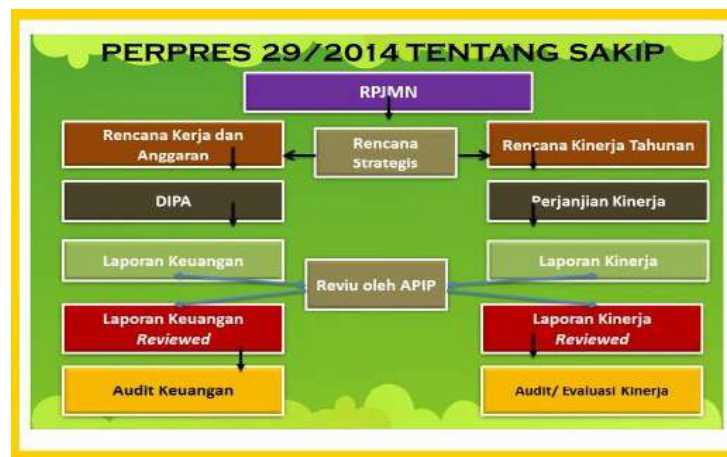 PERPRES 29/2014 TENTANG SAKIP
RPJMN
Rencana Kerja dan
Anggaran
Rencana
Strategis
Rencana Kinerja Tahunan
DIPA
Perjanjian Kinerja
Laporan Keuangan
Reviu oleh APIP
Laporan Kinerja
Laporan Keuangan
Reviewed
Laporan Kinerja
Reviewed
Audit Keuangan
Audit/ Evaluasi Kinerja